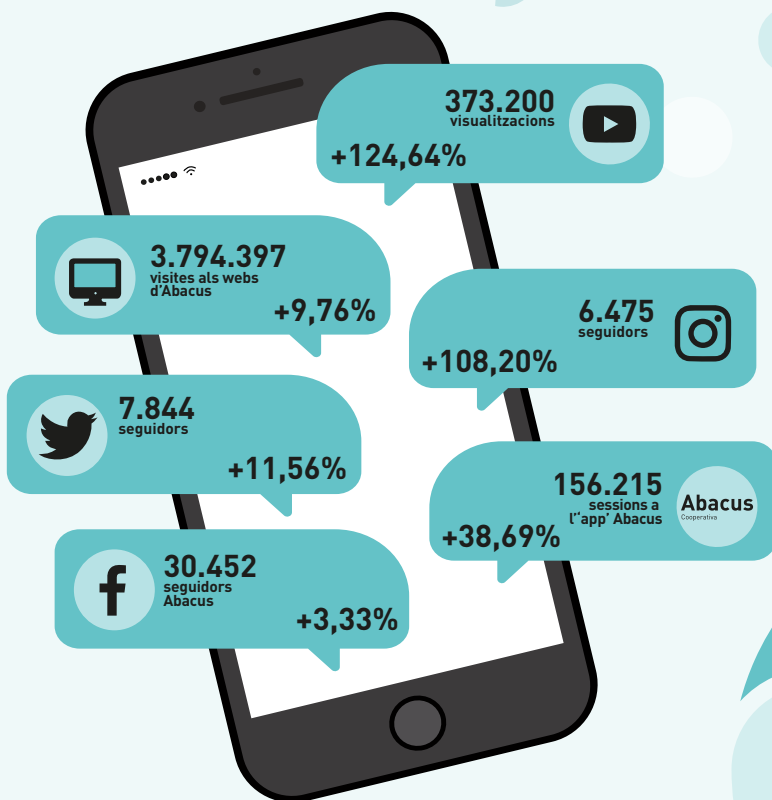 373.200
visualitzacions
+124,64%
3.794.397
visites als webs
d'Abacus
+9,76%
6.475
seguidors
+108,20%
7.844
seguidors
+11,56%
156.215
sessions a
l'‘app’ Abacus
+38,69%
Abacus
Cooperativa
30.452
seguidors
Abacus
+3,33%